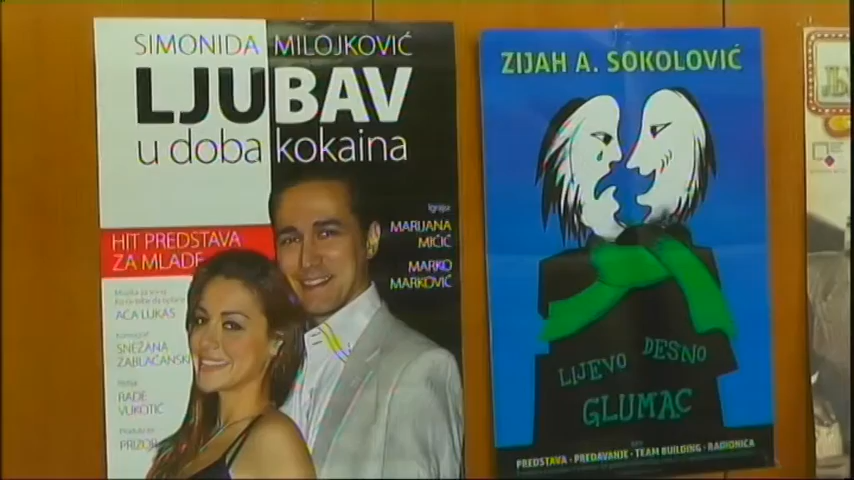 SIMONIDA MILOJKOVIĆ
LJUBAV
u doba kokaina
Igraju:
MARIJANA
MIČIĆ
MARKO
MARKOVIĆ
HIT PREDSTAVA
ZA MLADE
ACA LUKAS
SNEŽANA
ZABLAĆANSKI
RADE
VUKOTIĆ
PRIZOR
ZIJAH A. SOKOLOVIĆ
LIJEVO DESNO
GLUMAC
PREDSTAVA • PREDAVANJE • TEAM BUILDING • RADIONICA